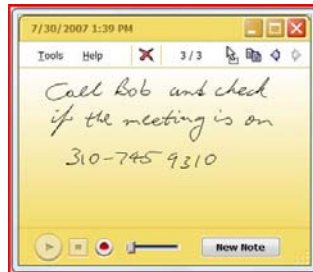 7/30/2007 1:39 PM
Tools Help 3 / 3
Call Bob and check
if the meeting is on
310-745 9310
New Note